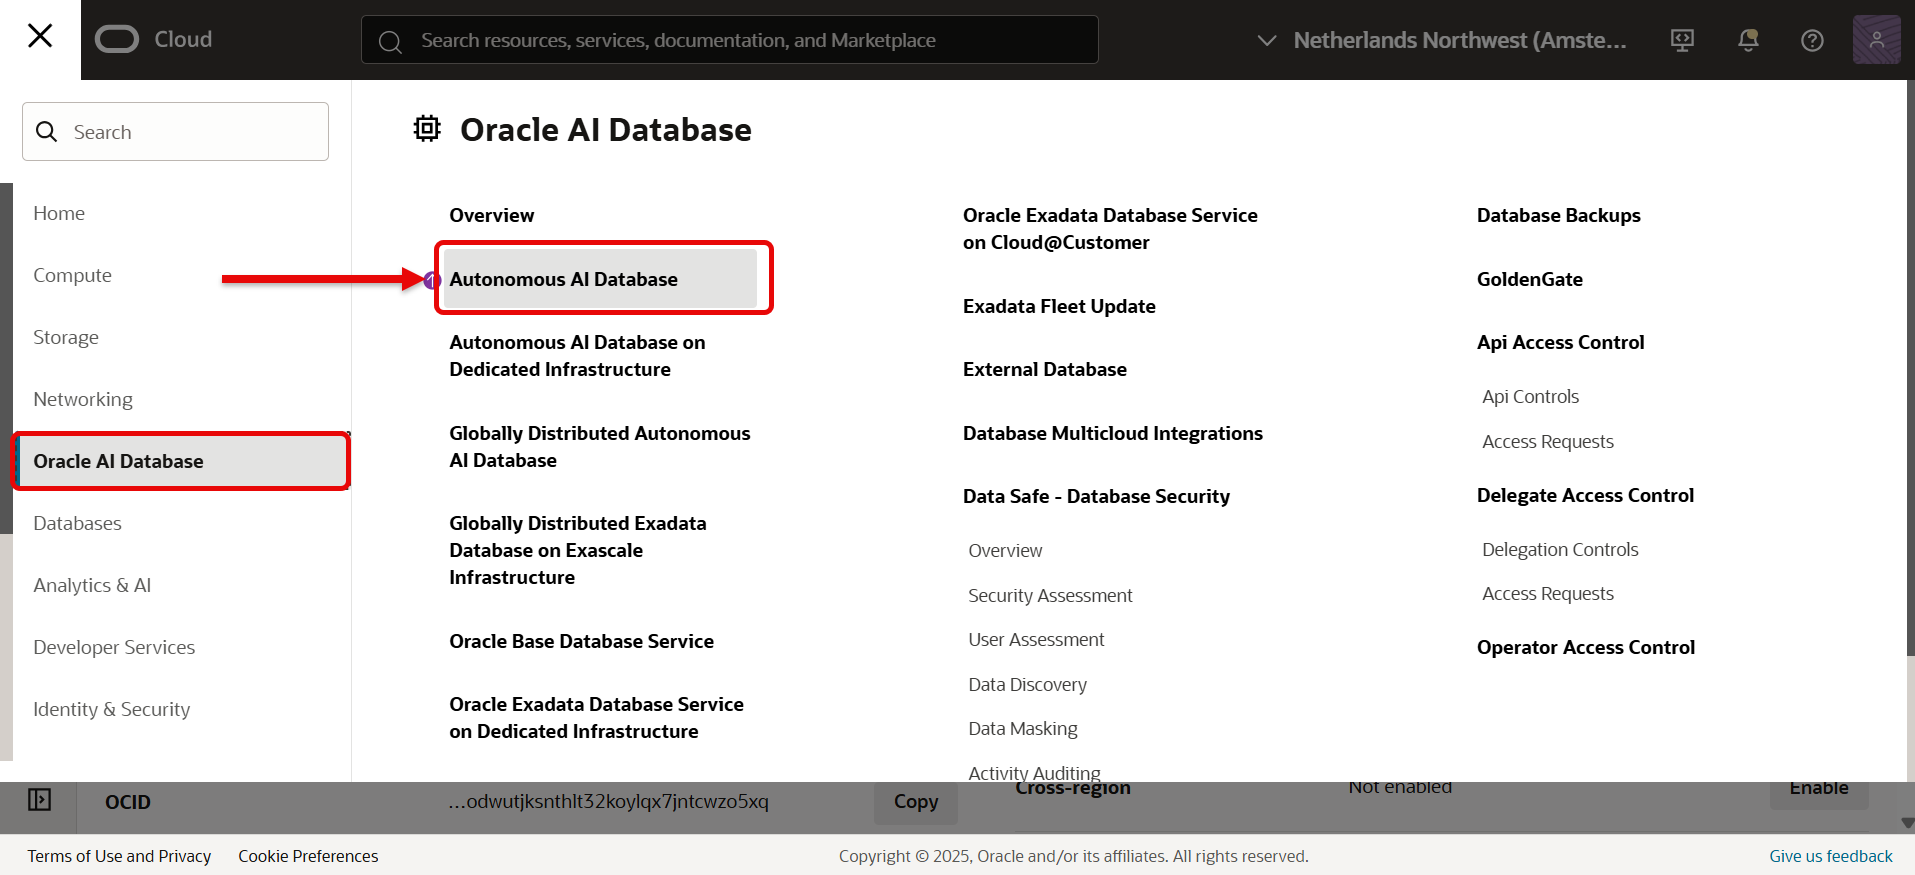 Cloud
Search resources, services, documentation, and Marketplace
Netherlands Northwest (Amste...
Search
Home
Compute
Storage
Networking
Oracle AI Database
Databases
Analytics & AI
Developer Services
Identity & Security
Oracle AI Database
Overview
Autonomous AI Database
Autonomous AI Database on
Dedicated Infrastructure
Globally Distributed Autonomous
AI Database
Globally Distributed Exadata
Database on Exascale
Infrastructure
Oracle Base Database Service
Oracle Exadata Database Service
on Dedicated Infrastructure
Oracle Exadata Database Service
on Cloud@Customer
Exadata Fleet Update
External Database
Database Multicloud Integrations
Data Safe - Database Security
Overview
Security Assessment
User Assessment
Data Discovery
Data Masking
Activity Auditing
Database Backups
GoldenGate
Api Access Control
Api Controls
Access Requests
Delegate Access Control
Delegation Controls
Access Requests
Operator Access Control
OCID
...odwutjksnthlt32koylqx7jntcwzo5xq
Copy
Cross-region
Not enabled
Enable
Terms of Use and Privacy
Cookie Preferences
Copyright © 2025, Oracle and/or its affiliates. All rights reserved.
Give us feedback